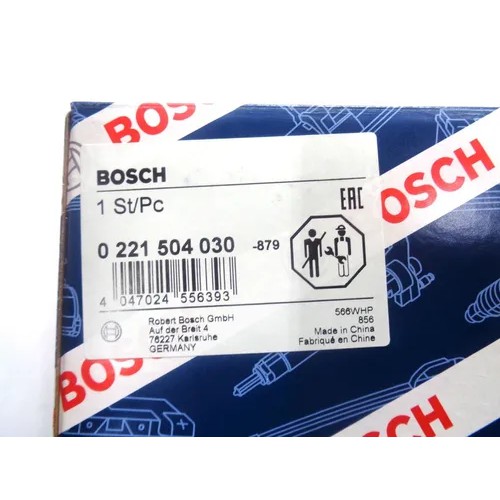 BOSCH
BOSCH
BOSCH
1 St/Pc
EAC
0 221 504 030 -879
4 047024 556393
Robert Bosch GmbH
Auf der Breit 4
76227 Karlsruhe
GERMANY
566WHP
856
Made in China
Fabriqué en Chine
BOSCH
BOSCH